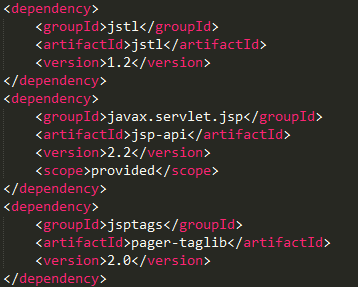 <dependency>
    <groupId>jstl</groupId>
    <artifactId>jstl</artifactId>
    <version>1.2</version>
</dependency>
<dependency>
    <groupId>javax.servlet.jsp</groupId>
    <artifactId>jsp-api</artifactId>
    <version>2.2</version>
    <scope>provided</scope>
</dependency>
<dependency>
    <groupId>jsptags</groupId>
    <artifactId>pager-taglib</artifactId>
    <version>2.0</version>
</dependency>